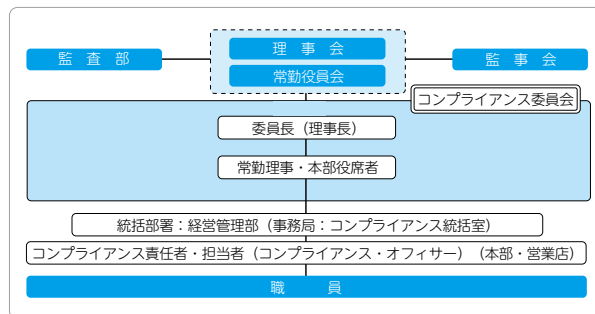 理事会
監査部
監事会
常勤役員会
コンプライアンス委員会
委員長（理事長）
常勤理事・本部役席者
統括部署：経営管理部（事務局：コンプライアンス統括室）
コンプライアンス責任者・担当者（コンプライアンス・オフィサー）（本部・営業店）
職員